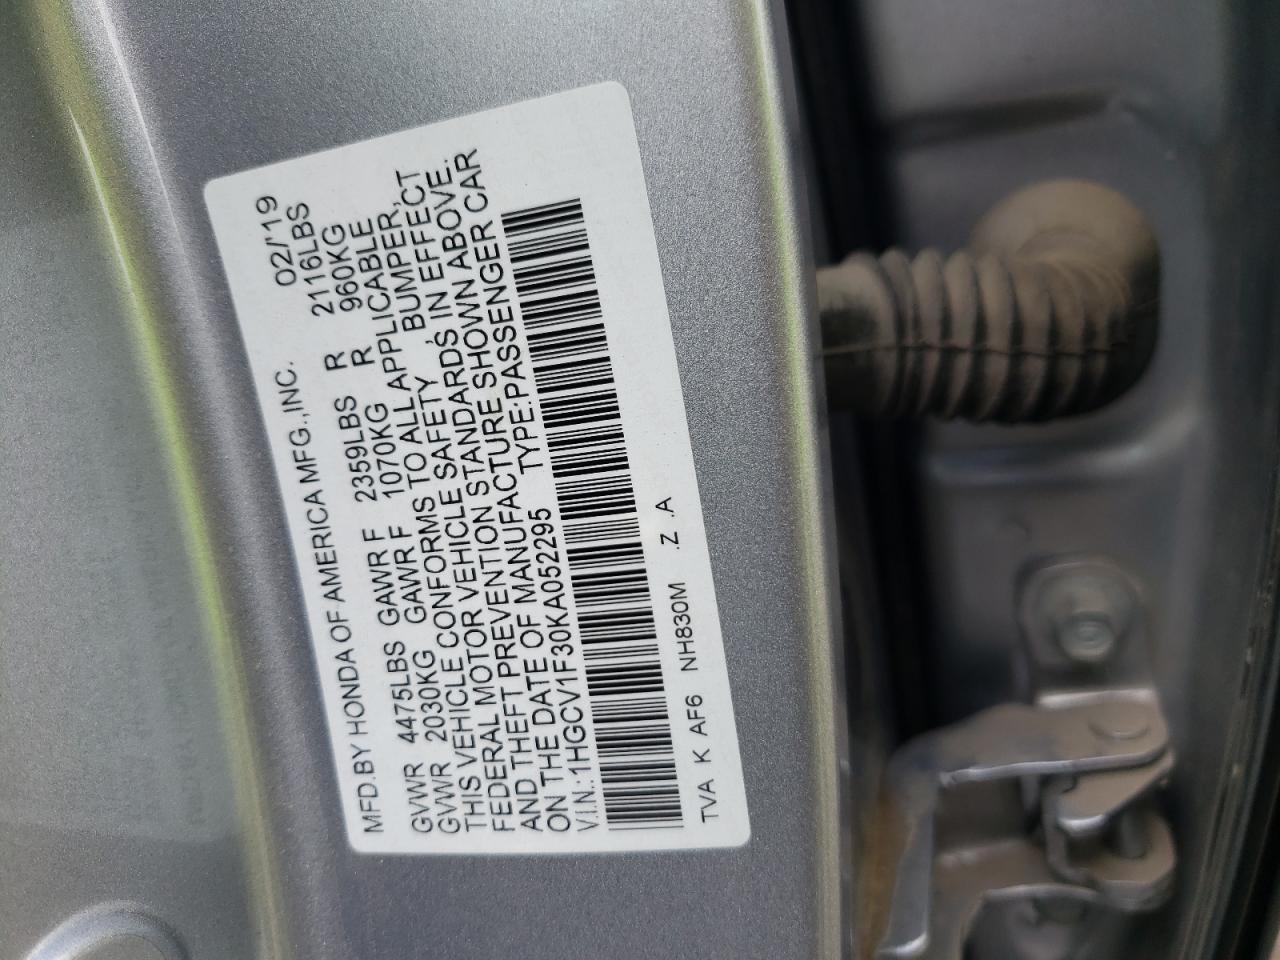 MFD.BY HONDA OF AMERICA MFG.,INC. 02/'19
GVWR 4475LBS GAWR F 2359LBS R 2116LBS
GVWR 2030KG GAWR F 1070KG R 960KG
THIS VEHICLE CONFORMS TO ALL APPLICABLE
FEDERAL MOTOR VEHICLE SAFETY, BUMPER,
AND THEFT PREVENTION STANDARDS, IN EFFECT
ON THE DATE OF MANUFACTURE SHOWN ABOVE.
V.I.N.:1HGCV1F30KA052295 TYPE:PASSENGER CAR
TVA K AF6 NH830M .Z .A